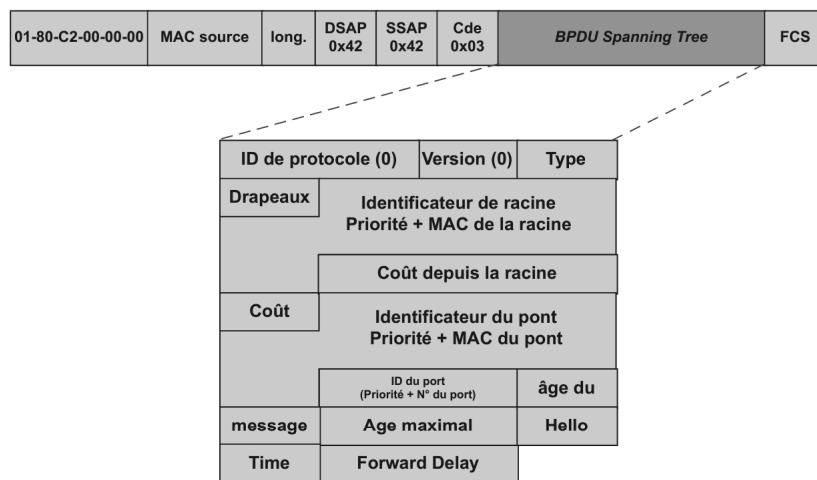 01-80-C2-00-00-00 MAC source long. DSAP SSAP Cde BPDU Spanning Tree FCS
0x42 0x42 0x03
ID de protocole (0) Version (0) Type
Drapeaux
Identificateur de racine
Priorité + MAC de la racine
Coût depuis la racine
Coût
Identificateur du pont
Priorité + MAC du pont
ID du port
(Priorité + N° du port)
âge du
message Age maximal Hello
Time Forward Delay